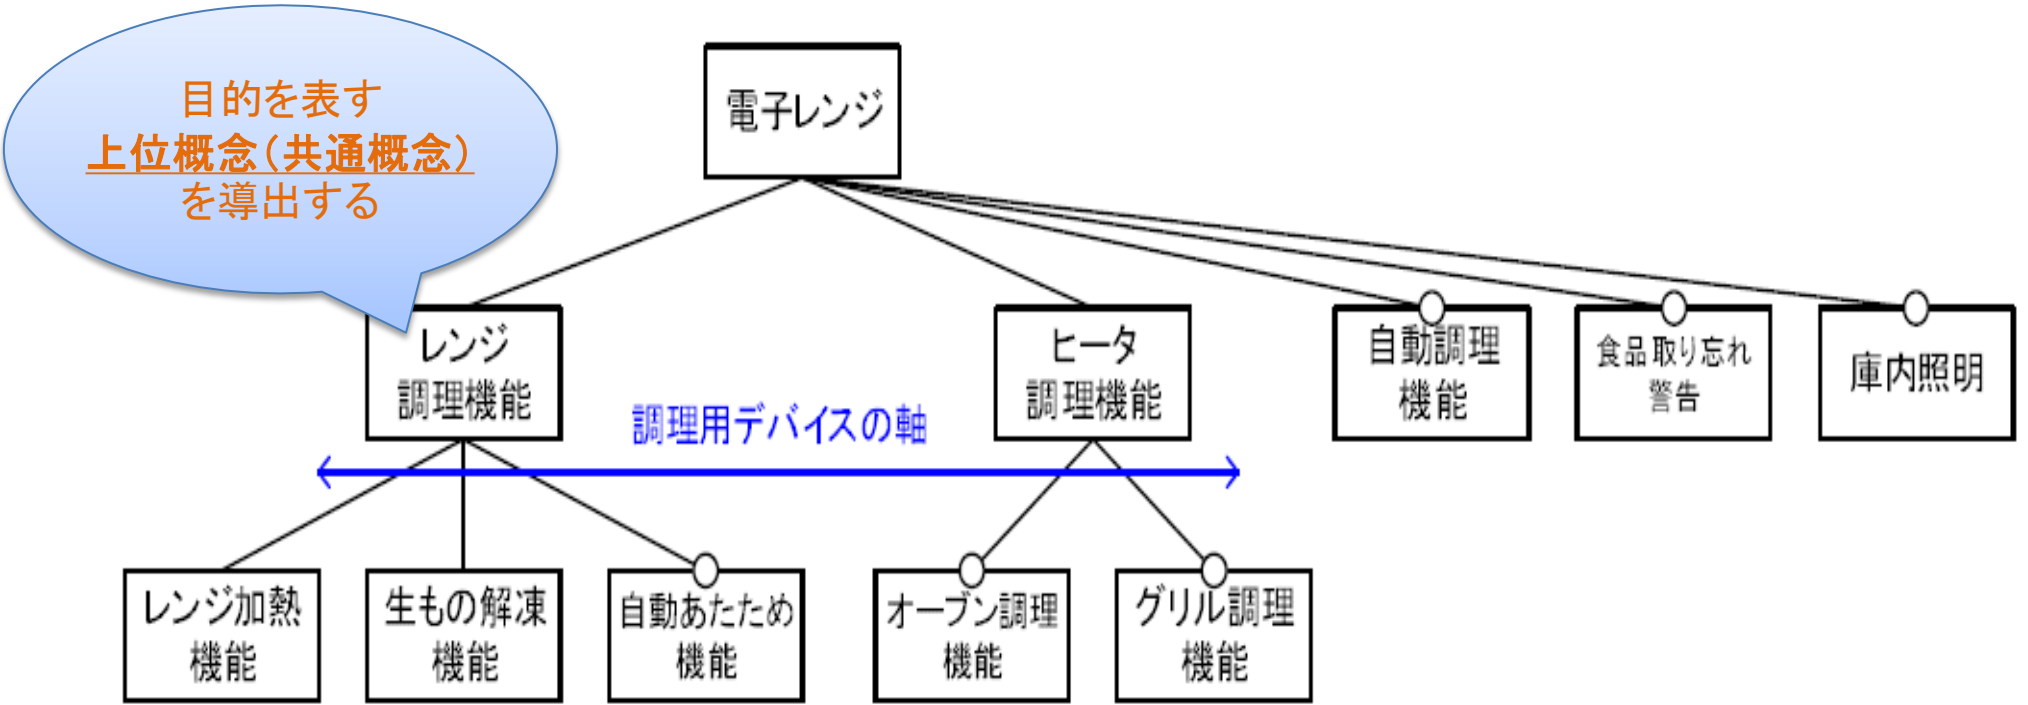 目的を表す
上位概念（共通概念）
を導出する
電子レンジ
レンジ
調理機能
ヒータ
調理機能
自動調理
機能
食品取り忘れ
警告
庫内照明
調理用デバイスの軸
レンジ加熱
機能
生もの解凍
機能
自動あたため
機能
オーブン調理
機能
グリル調理
機能